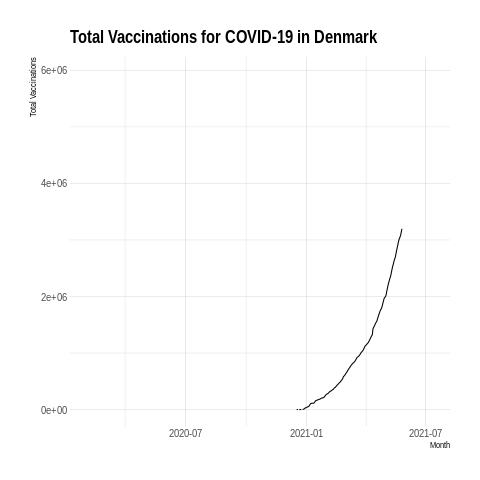 Total Vaccinations for COVID-19 in Denmark
Total Vaccinations
6e+06
4e+06
2e+06
0e+00
2020-07
2021-01
2021-07
Month